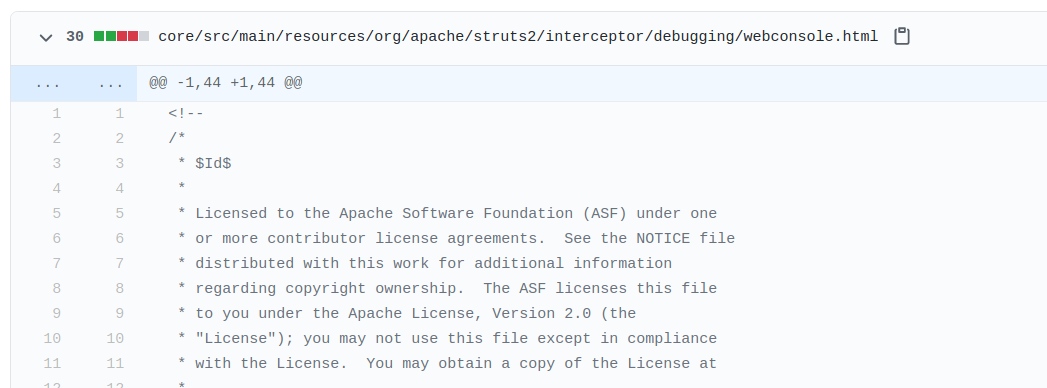 30 core/src/main/resources/org/apache/struts2/interceptor/debugging/webconsole.html
... ... @@ -1,44 +1,44 @@
1 1 <!--
2 2 /*
3 3 * $Id$
4 4 *
5 5 * Licensed to the Apache Software Foundation (ASF) under one
6 6 * or more contributor license agreements.  See the NOTICE file
7 7 * distributed with this work for additional information
8 8 * regarding copyright ownership.  The ASF licenses this file
9 9 * to you under the Apache License, Version 2.0 (the
10 10 * "License"); you may not use this file except in compliance
11 11 * with the License.  You may obtain a copy of the License at
12 12 *